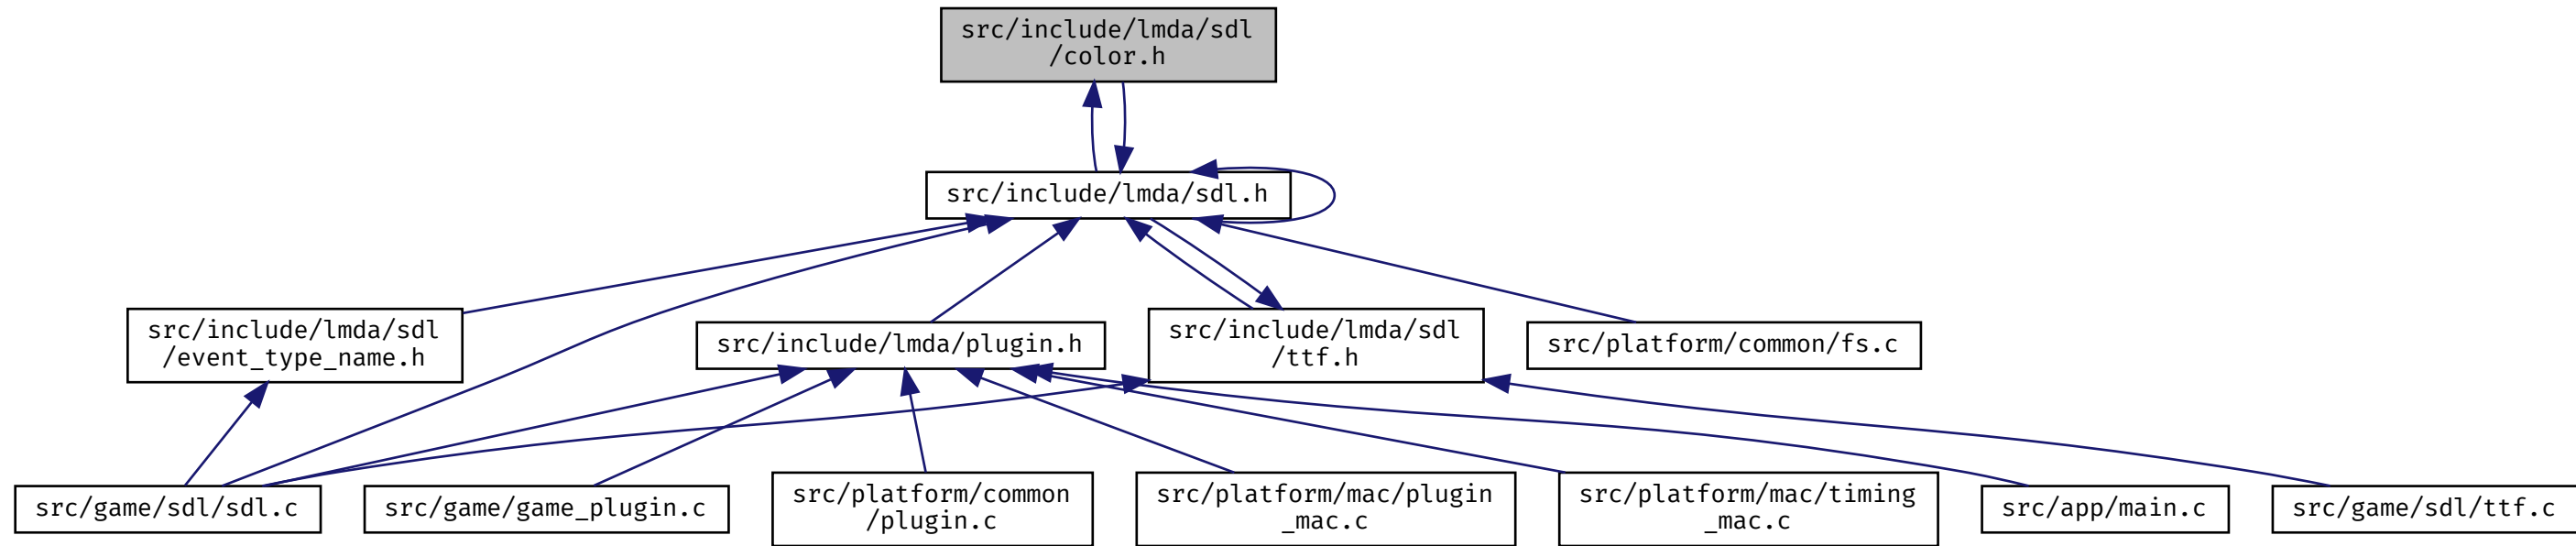 src/include/lmda/sdl
/color.h
src/include/lmda/sdl.h
src/include/lmda/sdl
/event_type_name.h
src/include/lmda/plugin.h
src/include/lmda/sdl
/ttf.h
src/platform/common/fs.c
src/game/sdl/sdl.c
src/game/game_plugin.c
src/platform/common
/plugin.c
src/platform/mac/plugin
_mac.c
src/platform/mac/timing
_mac.c
src/app/main.c
src/game/sdl/ttf.c